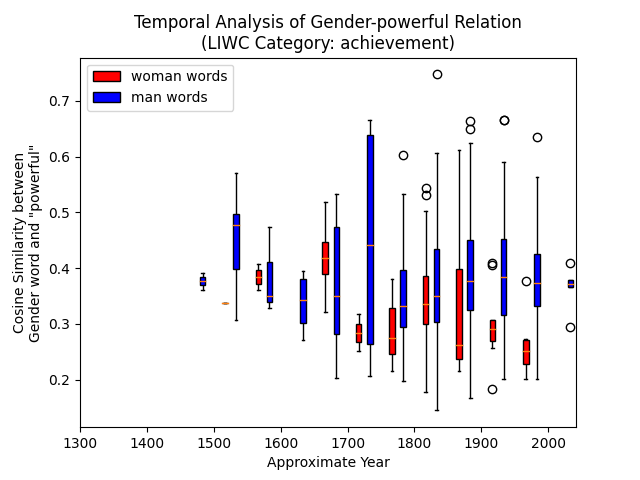 Temporal Analysis of Gender-powerful Relation
(LIWC Category: achievement)
woman words
man words
0.7
0.6
0.5
0.4
0.3
0.2
Cosine Similarity between
Gender word and "powerful"
1300 1400 1500 1600 1700 1800 1900 2000
Approximate Year